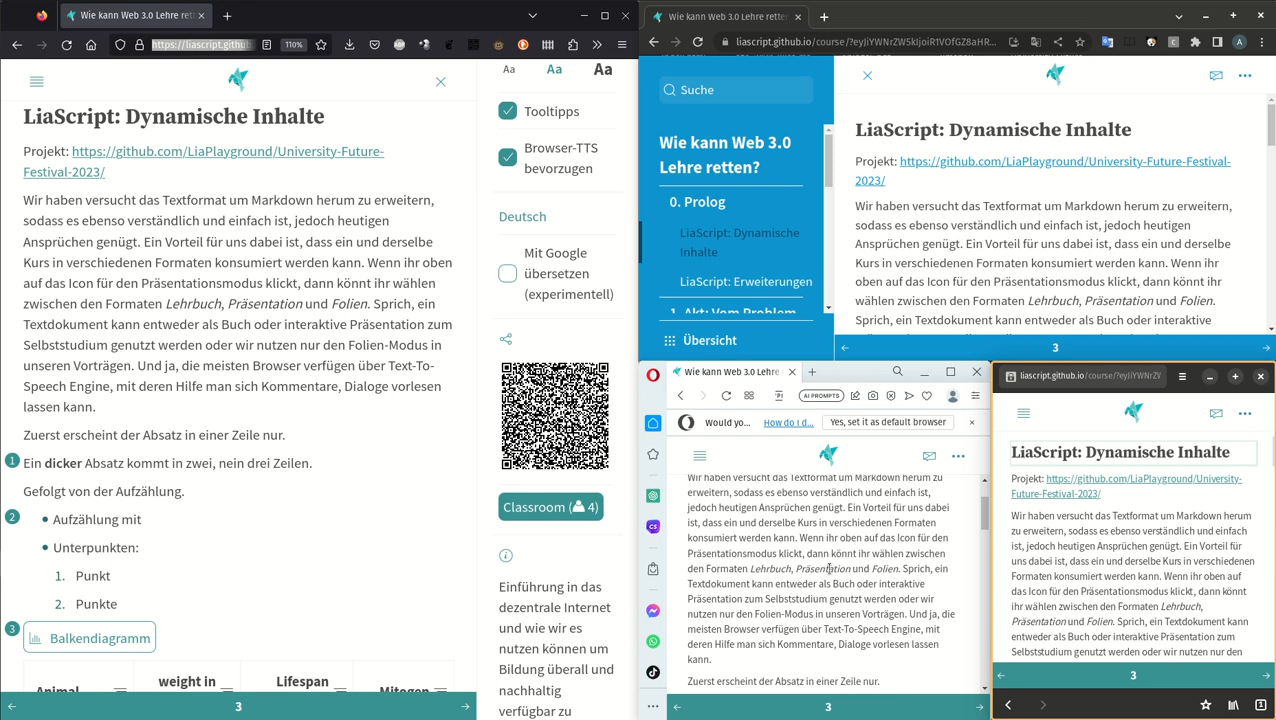 Wie kann Web 3.0 Lehre rett
https://liascript.github
110%
Aa
Aa
Aa
LiaScript: Dynamische Inhalte
Projekt: https://github.com/LiaPlayground/University-Future-
Festival-2023/
Wir haben versucht das Textformat um Markdown herum zu erweitern,
sodass es ebenso verständlich und einfach ist, jedoch heutigen
Ansprüchen genügt. Ein Vorteil für uns dabei ist, dass ein und derselbe
Kurs in verschiedenen Formaten konsumiert werden kann. Wenn ihr oben
auf das Icon für den Präsentationsmodus klickt, dann könnt ihr wählen
zwischen den Formaten Lehrbuch, Präsentation und Folien. Sprich, ein
Textdokument kann entweder als Buch oder interaktive Präsentation zum
Selbststudium genutzt werden oder wir nutzen nur den Folien-Modus in
unseren Vorträgen. Und ja, die meisten Browser verfügen über Text-To-
Speech Engine, mit deren Hilfe man sich Kommentare, Dialoge vorlesen
lassen kann.
Zuerst erscheint der Absatz in einer Zeile nur.
1 Ein dicker Absatz kommt in zwei, nein drei Zeilen.
Gefolgt von der Aufzählung.
2 • Aufzählung mit
• Unterpunkten:
1. Punkt
2. Punkte
3 Balkendiagramm
Animal
weight in
Lifespan
Mitogen
3
Tooltipps
Browser-TTS
bevorzugen
Deutsch
Mit Google
übersetzen
(experimentell)
Classroom (4)
Einführung in das
dezentrale Internet
und wie wir es
nutzen können um
Bildung überall und
nachhaltig
verfügbar zu
Wie kann Web 3.0 Lehre rette
liascript.github.io/course/?eyJiYWNrZW5kIjoiR1VOfGZ8aHR...
A
Suche
Wie kann Web 3.0
Lehre retten?
0. Prolog
LiaScript: Dynamische
Inhalte
LiaScript: Erweiterungen
1. Akt: Vom Problem
Übersicht
LiaScript: Dynamische Inhalte
Projekt: https://github.com/LiaPlayground/University-Future-Festival-
2023/
Wir haben versucht das Textformat um Markdown herum zu erweitern,
sodass es ebenso verständlich und einfach ist, jedoch heutigen
Ansprüchen genügt. Ein Vorteil für uns dabei ist, dass ein und derselbe
Kurs in verschiedenen Formaten konsumiert werden kann. Wenn ihr
oben auf das Icon für den Präsentationsmodus klickt, dann könnt ihr
wählen zwischen den Formaten Lehrbuch, Präsentation und Folien.
Sprich, ein Textdokument kann entweder als Buch oder interaktive
3
Wie kann Web 3.0 Lehre
AI PROMPTS
Would yo...
How do I d...
Yes, set it as default browser
Wir haben versucht das Textformat um Markdown herum zu
erweitern, sodass es ebenso verständlich und einfach ist,
jedoch heutigen Ansprüchen genügt. Ein Vorteil für uns dabei
ist, dass ein und derselbe Kurs in verschiedenen Formaten
konsumiert werden kann. Wenn ihr oben auf das Icon für den
Präsentationsmodus klickt, dann könnt ihr wählen zwischen
den Formaten Lehrbuch, Präsentation und Folien. Sprich, ein
Textdokument kann entweder als Buch oder interaktive
Präsentation zum Selbststudium genutzt werden oder wir
nutzen nur den Folien-Modus in unseren Vorträgen. Und ja, die
meisten Browser verfügen über Text-To-Speech Engine, mit
deren Hilfe man sich Kommentare, Dialoge vorlesen lassen
kann.
Zuerst erscheint der Absatz in einer Zeile nur.
3
liascript.github.io/course/?eyJiYWNrZV
LiaScript: Dynamische Inhalte
Projekt: https://github.com/LiaPlayground/University-
Future-Festival-2023/
Wir haben versucht das Textformat um Markdown herum
zu erweitern, sodass es ebenso verständlich und einfach
ist, jedoch heutigen Ansprüchen genügt. Ein Vorteil für
uns dabei ist, dass ein und derselbe Kurs in verschiedenen
Formaten konsumiert werden kann. Wenn ihr oben auf
das Icon für den Präsentationsmodus klickt, dann könnt
ihr wählen zwischen den Formaten Lehrbuch,
Präsentation und Folien. Sprich, ein Textdokument kann
entweder als Buch oder interaktive Präsentation zum
Selbststudium genutzt werden oder wir nutzen nur den
3
1